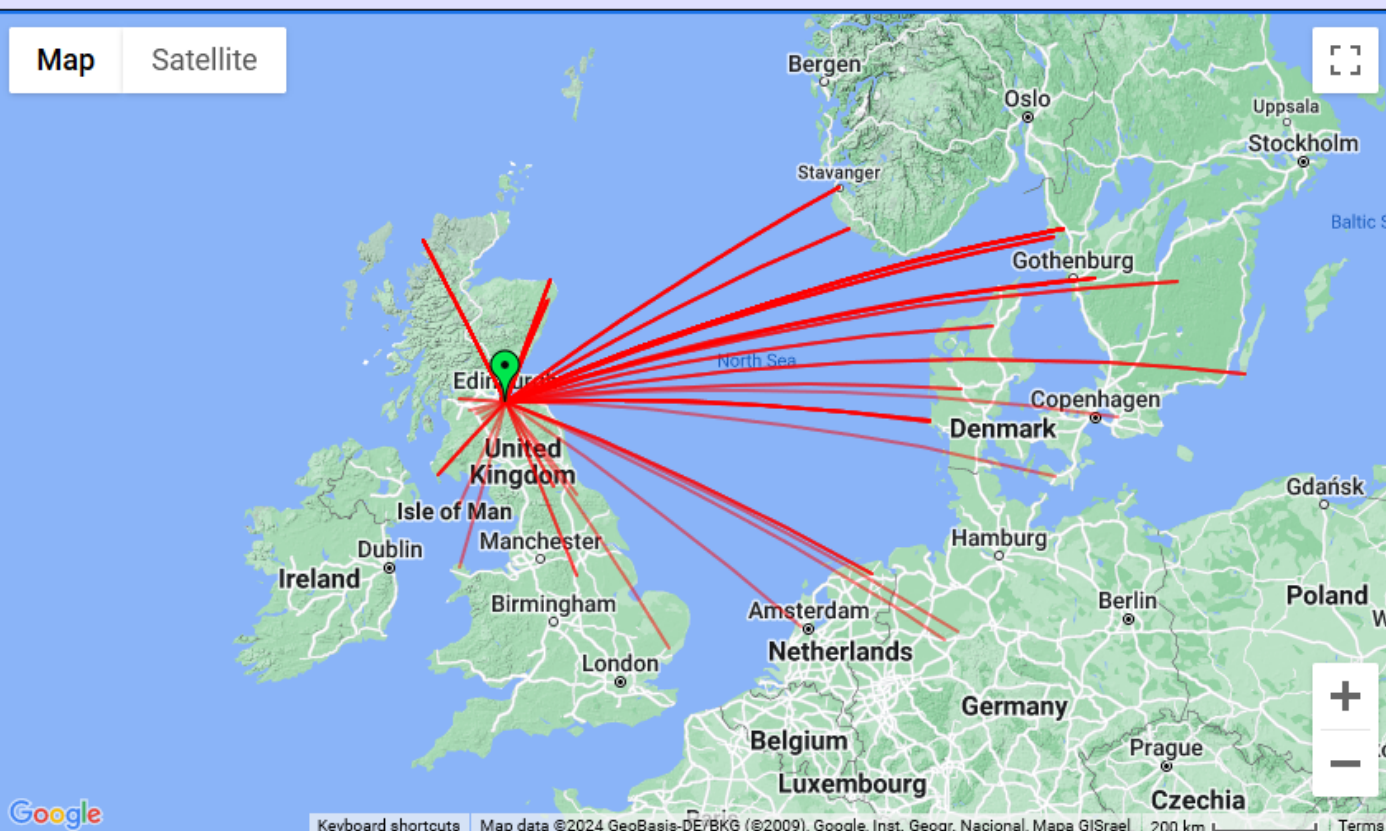 Map
Satellite
Bergen
Oslo
Uppsala
Stockholm
Stavanger
Baltic S
Gothenburg
North Sea
Edinburgh
Copenhagen
Denmark
United
Kingdom
Gdańsk
Isle of Man
Hamburg
Manchester
Dublin
Ireland
Birmingham
Amsterdam
Berlin
Poland
W
Netherlands
London
Germany
Belgium
Prague
Luxembourg
Czechia
Google
Paris
Keyboard shortcuts
Map data ©2024 GeoBasis-DE/BKG (©2009), Google, Inst. Geogr. Nacional, Mapa GISrael
200 km
Terms